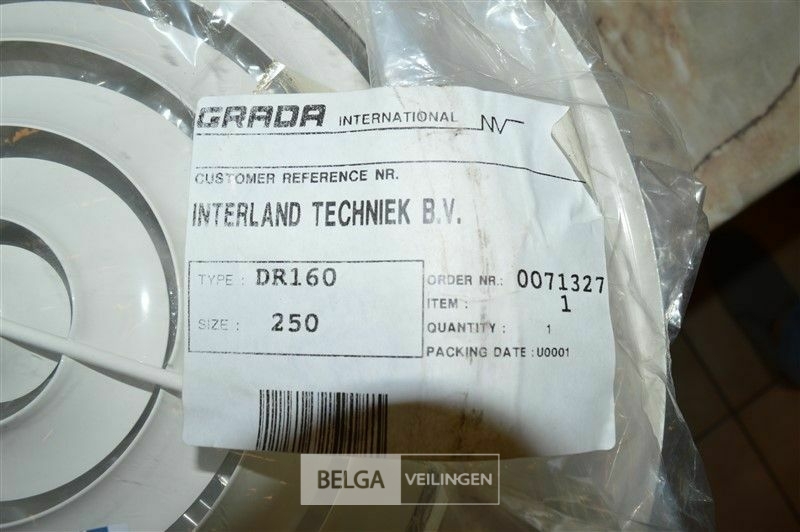 GRADA INTERNATIONAL NV
CUSTOMER REFERENCE NR.
INTERLAND TECHNIEK B.V.
TYPE : DR160
SIZE : 250
ORDER NR.: 0071327
ITEM : 1
QUANTITY : 1
PACKING DATE : U0001
BELGA VEILINGEN